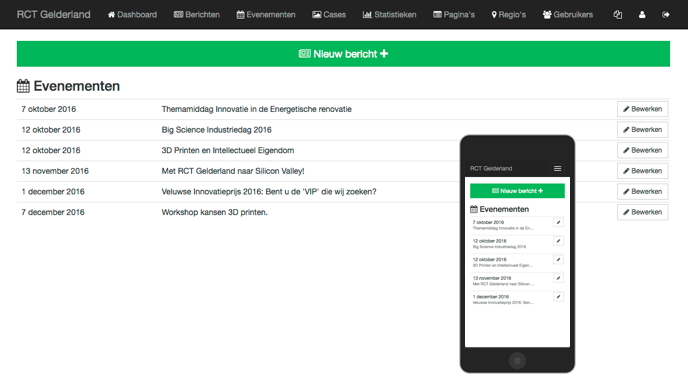 RCT Gelderland Dashboard Berichten Evenementen Cases Statistieken Pagina's Regio's Gebruikers
Nieuw bericht
Evenementen
7 oktober 2016 Themamiddag Innovatie in de Energetische renovatie Bewerken
12 oktober 2016 Big Science Industriedag 2016 Bewerken
12 oktober 2016 3D Printen en Intellectueel Eigendom Bewerken
13 november 2016 Met RCT Gelderland naar Silicon Valley! Bewerken
1 december 2016 Veluwse Innovatieprijs 2016: Bent u de 'VIP' die wij zoeken? Bewerken
7 december 2016 Workshop kansen 3D printen. Bewerken
RCT Gelderland
Nieuw bericht
Evenementen
7 oktober 2016
Themamiddag Innovatie in de En...
12 oktober 2016
Big Science Industriedag 2016
12 oktober 2016
3D Printen en Intellectueel Eigen...
13 november 2016
Met RCT Gelderland naar Silicon ...
1 december 2016
Veluwse Innovatieprijs 2016: Ben...